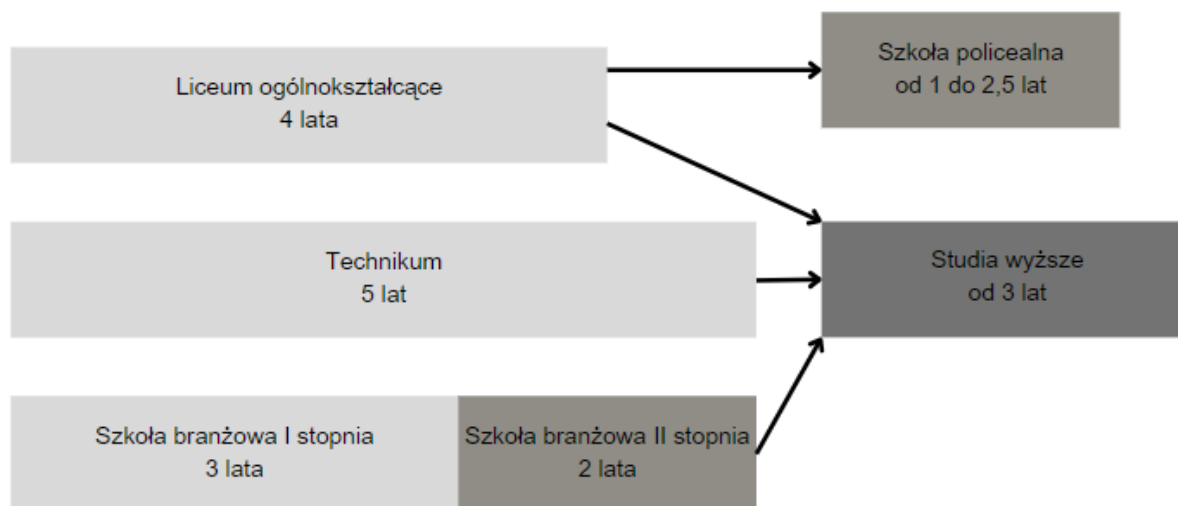 Liceum ogólnokształcące
4 lata
Szkoła policealna
od 1 do 2,5 lat
Technikum
5 lat
Studia wyższe
od 3 lat
Szkoła branżowa I stopnia
3 lata
Szkoła branżowa II stopnia
2 lata